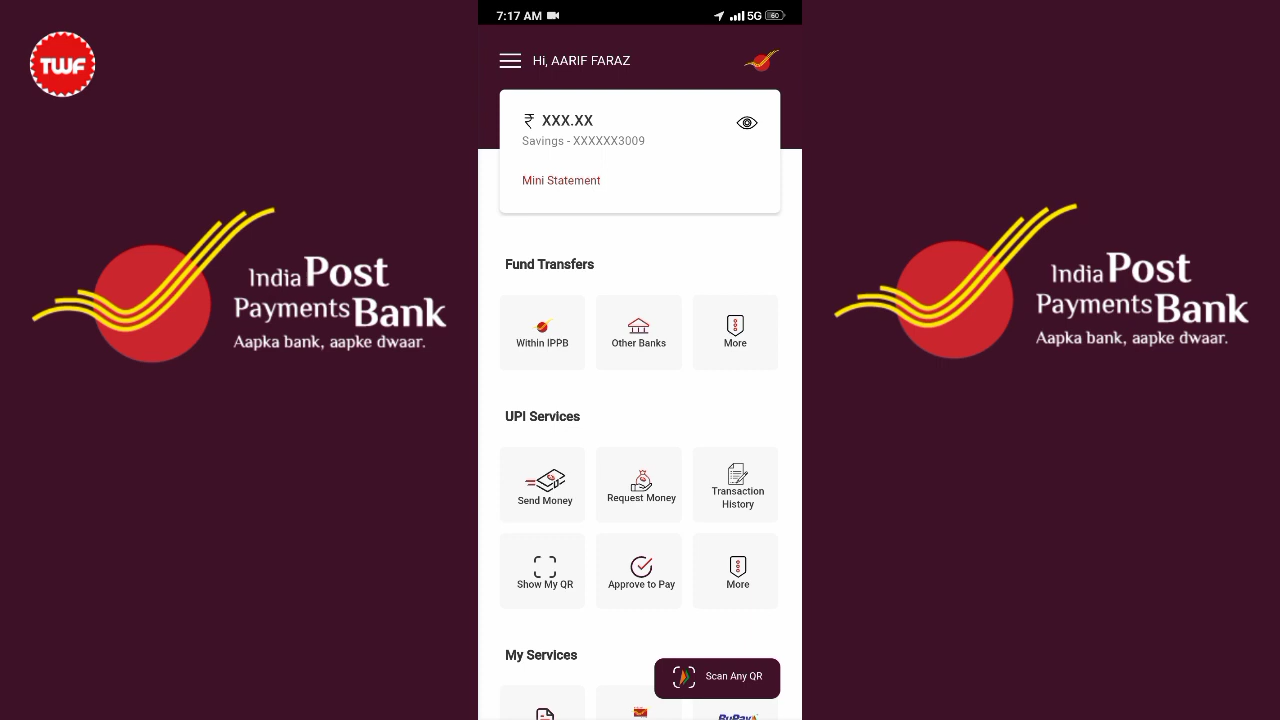 TWF
India Post
Payments Bank
Aapka bank, aapke dwaar.
7:17 AM
5G 60
Hi, AARIF FARAZ
₹ XXX.XX
Savings - XXXXXX3009
Mini Statement
Fund Transfers
Within IPPB
Other Banks
More
UPI Services
Send Money
Request Money
Transaction
History
Show My QR
Approve to Pay
More
My Services
Scan Any QR
RuPay
India Post
Payments Bank
Aapka bank, aapke dwaar.